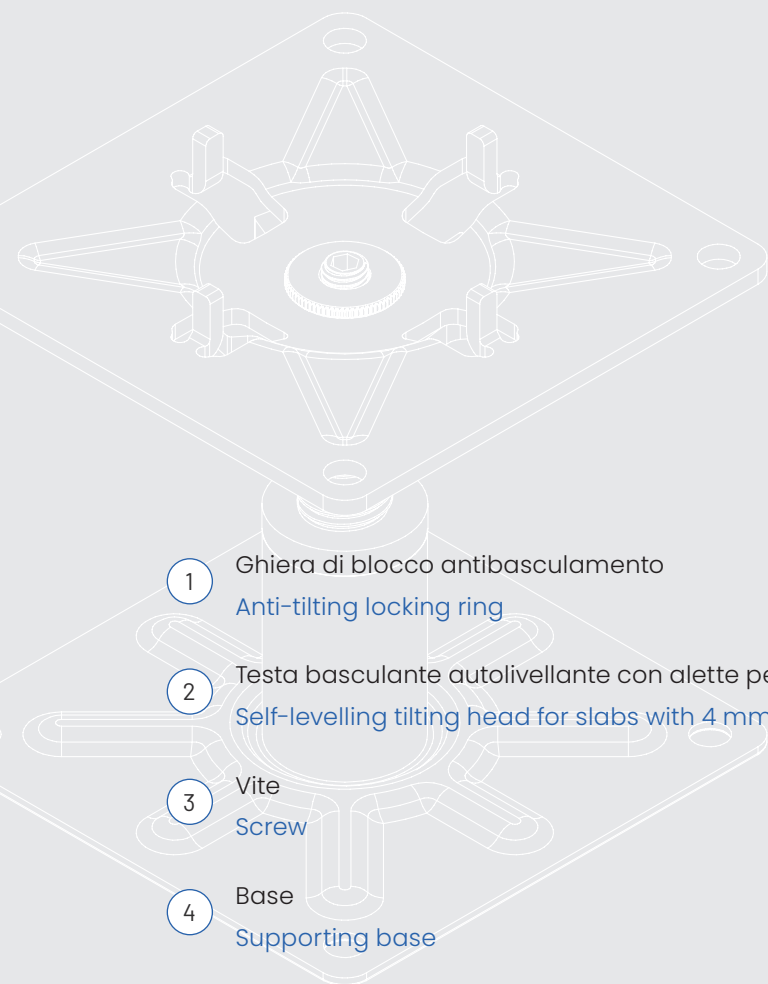 1
Ghiera di blocco antibasculamento
Anti-tilting locking ring
2
Testa basculante autolivellante con alette
Self-levelling tilting head for slabs with 4 mm
3
Vite
Screw
4
Base
Supporting base